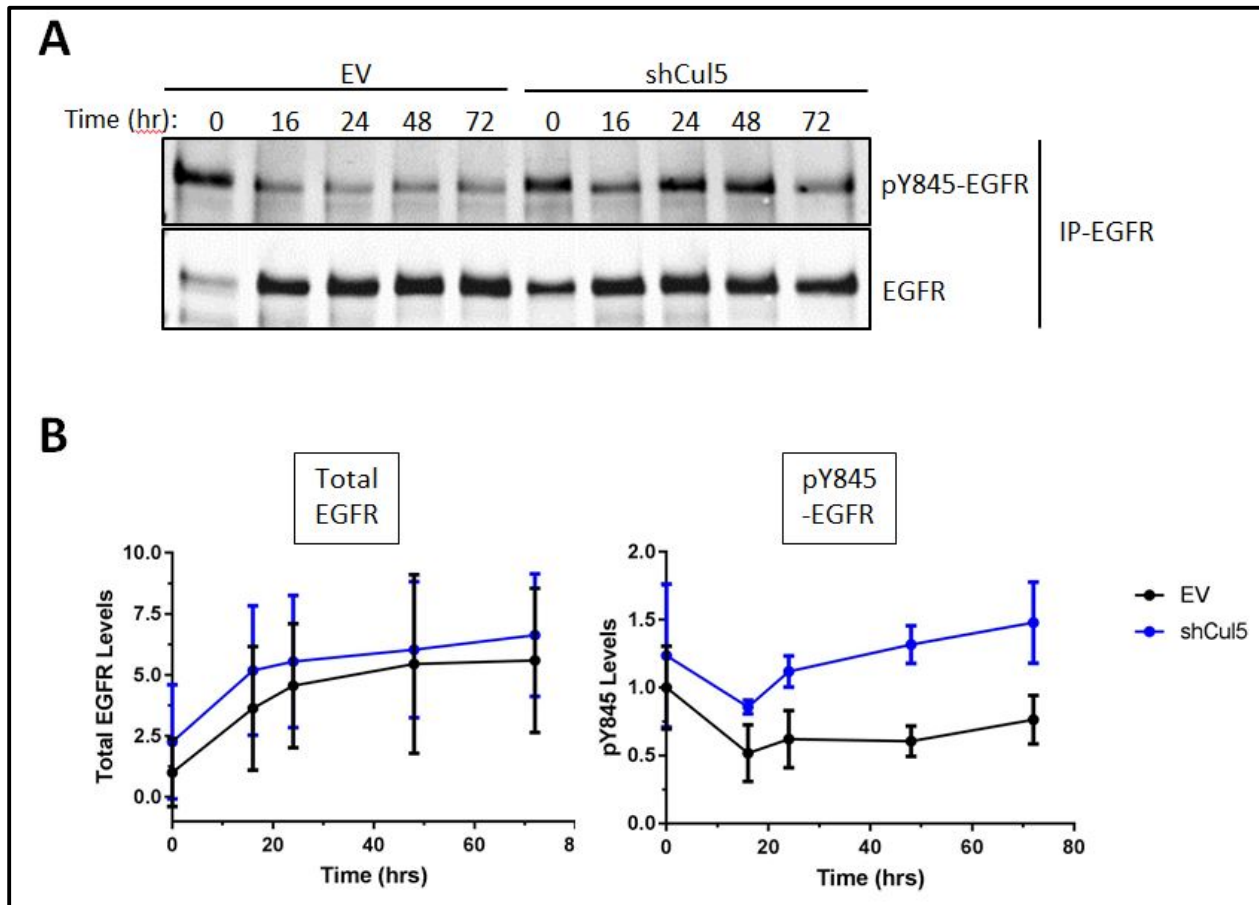 A
EV shCul5
Time (hr): 0 16 24 48 72 0 16 24 48 72
pY845-EGFR
EGFR
IP-EGFR
B
Total
EGFR
Total EGFR Levels
10.0
7.5
5.0
2.5
0.0
0 20 40 60 8
Time (hrs)
pY845
-EGFR
pY845 Levels
2.0
1.5
1.0
0.5
0.0
0 20 40 60 80
Time (hrs)
EV
shCul5